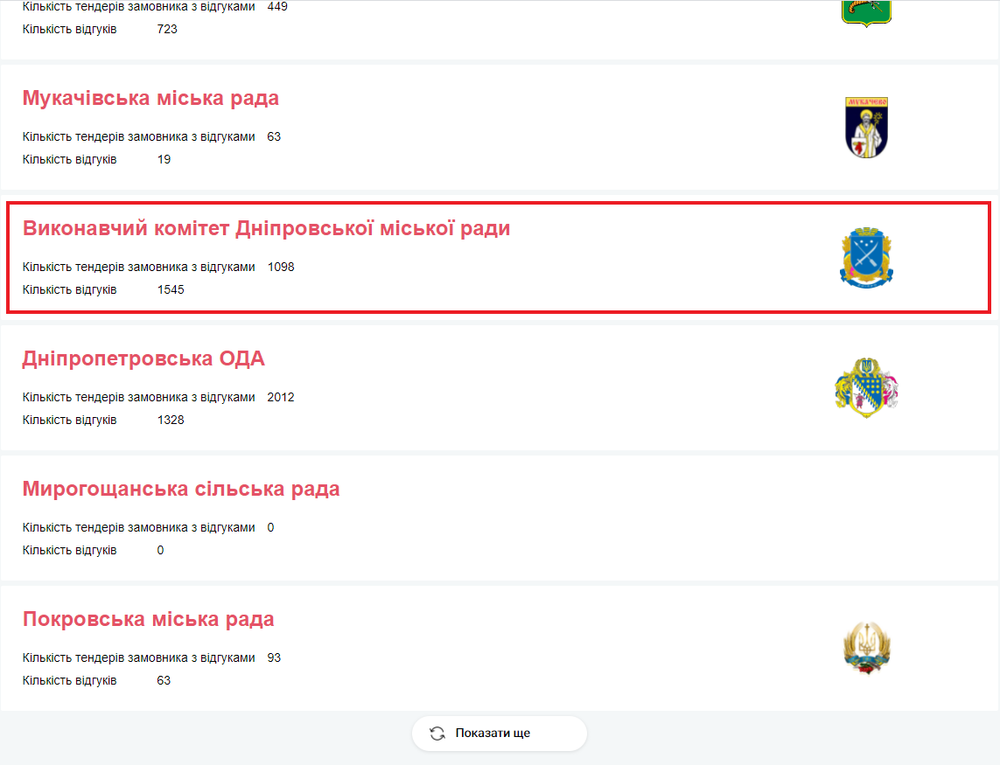 Кількість тендерів замовника з відгуками 449
Кількість відгуків 723
Мукачівська міська рада
МУКАЧЕВО
Кількість тендерів замовника з відгуками 63
Кількість відгуків 19
Виконавчий комітет Дніпровської міської ради
Кількість тендерів замовника з відгуками 1098
Кількість відгуків 1545
Дніпропетровська ОДА
Кількість тендерів замовника з відгуками 2012
Кількість відгуків 1328
Мирогощанська сільська рада
Кількість тендерів замовника з відгуками 0
Кількість відгуків 0
Покровська міська рада
Кількість тендерів замовника з відгуками 93
Кількість відгуків 63
Показати ще